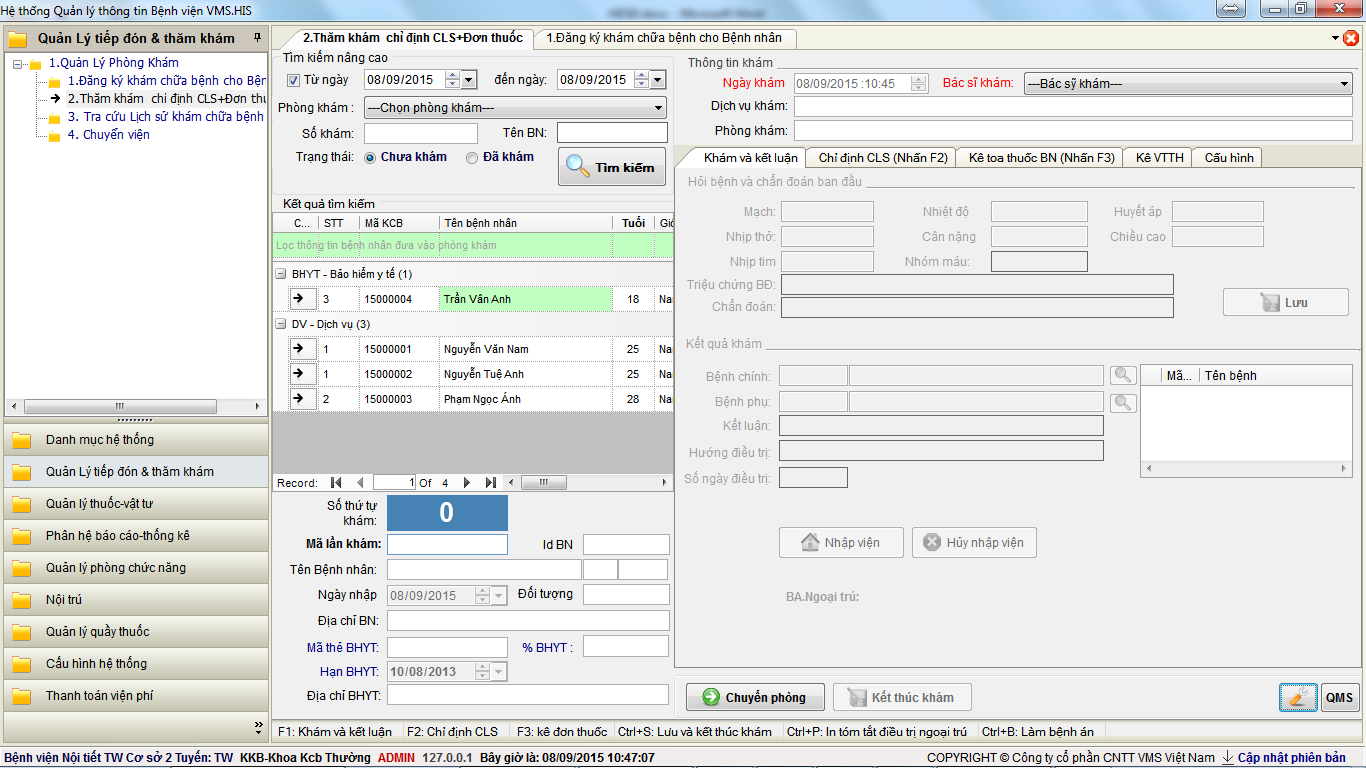 Hệ thống Quản lý thông tin Bệnh viện VMS.HIS
Quản Lý tiếp đón & thăm khám
1.Quản Lý Phòng Khám
1.Đăng ký khám chữa bệnh cho Bện
2.Thăm khám chỉ định CLS+Đơn thu
3. Tra cứu Lịch sử khám chữa bệnh
4. Chuyển viện
Danh mục hệ thống
Quản Lý tiếp đón & thăm khám
Quản lý thuốc-vật tư
Phân hệ báo cáo-thống kê
Quản lý phòng chức năng
Nội trú
Quản lý quầy thuốc
Cấu hình hệ thống
Thanh toán viện phí
2.Thăm khám chỉ định CLS+Đơn thuốc
1.Đăng ký khám chữa bệnh cho Bệnh nhân
Tìm kiếm nâng cao
Từ ngày 08/09/2015 đến ngày: 08/09/2015
Phòng khám : ---Chọn phòng khám---
Số khám: Tên BN:
Trạng thái: Chưa khám Đã khám
Tìm kiếm
Kết quả tìm kiếm
C... STT Mã KCB Tên bệnh nhân Tuổi Giớ
Lọc thông tin bệnh nhân đưa vào phòng khám
BHYT - Bảo hiểm y tế (1)
3 15000004 Trần Vân Anh 18 Nam
DV - Dịch vụ (3)
1 15000001 Nguyễn Văn Nam 25 Nam
1 15000002 Nguyễn Tuệ Anh 25 Nam
2 15000003 Phạm Ngọc Ánh 28 Nam
Record: 1 Of 4
Số thứ tự khám: 0
Mã lần khám: Id BN
Tên Bệnh nhân:
Ngày nhập 08/09/2015 Đối tượng
Địa chỉ BN:
Mã thẻ BHYT: % BHYT :
Hạn BHYT: 10/08/2013
Địa chỉ BHYT:
Thông tin khám
Ngày khám 08/09/2015 :10:45 Bác sĩ khám: ---Bác sỹ khám---
Dịch vụ khám:
Phòng khám:
Khám và kết luận Chỉ định CLS (Nhấn F2) Kê toa thuốc BN (Nhấn F3) Kê VTTH Cấu hình
Hỏi bệnh và chẩn đoán ban đầu
Mạch: Nhiệt độ Huyết áp
Nhịp thở: Cân nặng Chiều cao
Nhịp tim Nhóm máu:
Triệu chứng BĐ:
Chẩn đoán:
Lưu
Kết quả khám
Bệnh chính:
Bệnh phụ:
Kết luận:
Hướng điều trị:
Số ngày điều trị:
Mã... Tên bệnh
Nhập viện Hủy nhập viện
BA.Ngoại trú:
Chuyển phòng Kết thúc khám QMS
F1: Khám và kết luận F2: Chỉ định CLS F3: kê đơn thuốc Ctrl+S: Lưu và kết thúc khám Ctrl+P: In tóm tắt điều trị ngoại trú Ctrl+B: Làm bệnh án
Bệnh viện Nội tiết TW Cơ sở 2 Tuyến: TW KKB-Khoa Kcb Thường ADMIN 127.0.0.1 Bây giờ là: 08/09/2015 10:47:07 COPYRIGHT © Công ty cổ phần CNTT VMS Việt Nam Cập nhật phiên bản